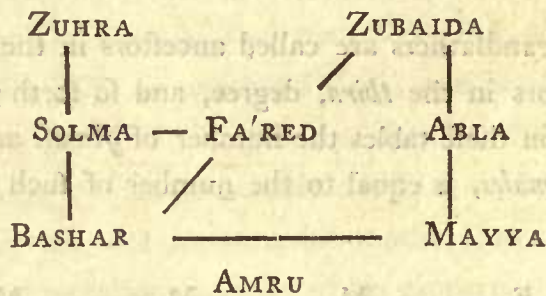 ZUHRA ZUBAIDA
SOLMA — FA'RED ABLA
BASHAR ——— MAYYA
AMRU